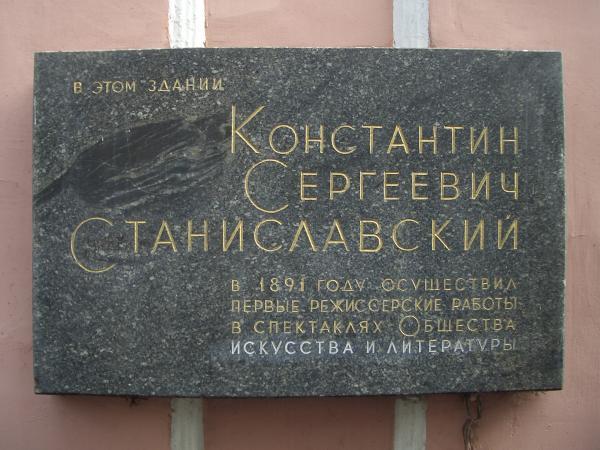 В ЭТОМ ЗДАНИИ
КОНСТАНТИН
СЕРГЕЕВИЧ
СТАНИСЛАВСКИЙ
В 1891 ГОДУ ОСУЩЕСТВИЛ
ПЕРВЫЕ РЕЖИССЕРСКИЕ РАБОТЫ
В СПЕКТАКЛЯХ ОБЩЕСТВА
ИСКУССТВА И ЛИТЕРАТУРЫ